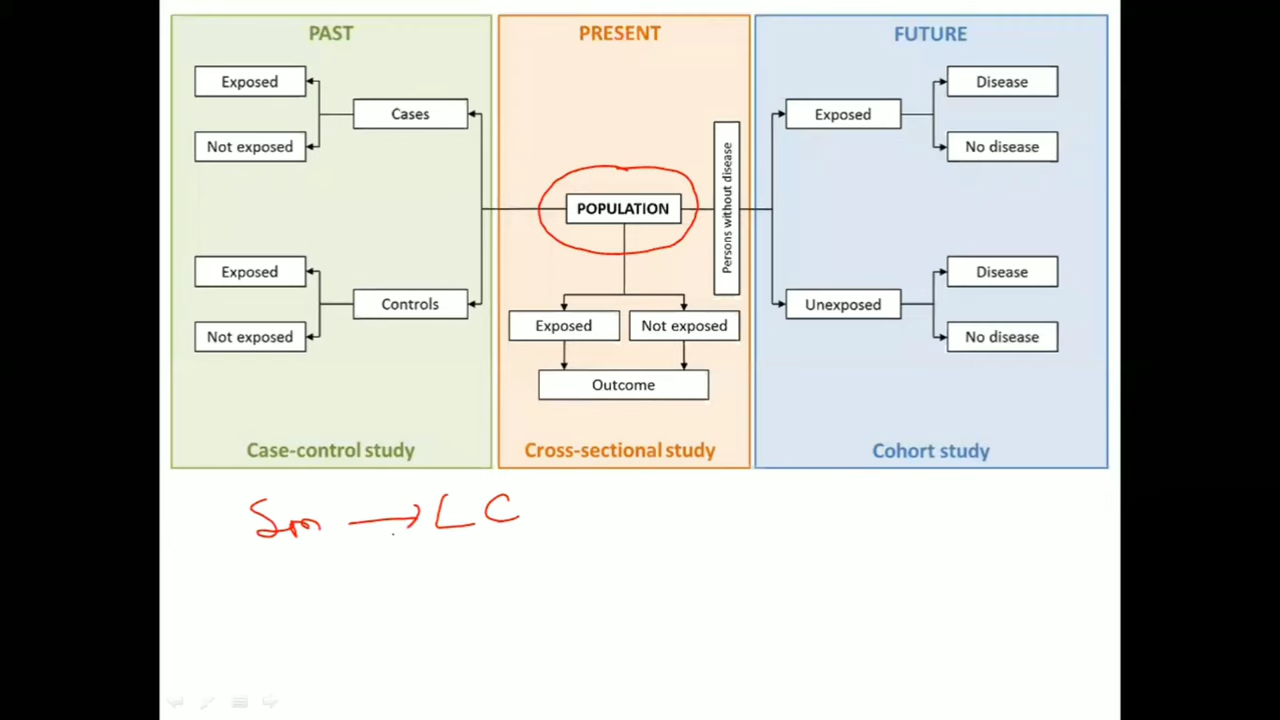 PAST PRESENT FUTURE
Exposed Disease
Cases Exposed
Not exposed No disease
Persons without disease
POPULATION
Exposed Disease
Controls Unexposed
Exposed Not exposed
Not exposed No disease
Outcome
Case-control study Cross-sectional study Cohort study
Sm → LC